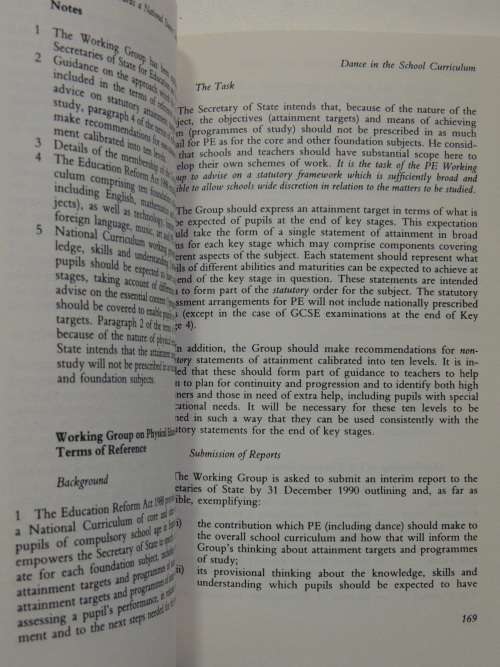 Notes
1 The Working Group has been
Secretaries of State for Education
2 Guidance on the approach
included in the terms of
advice on statutory
study, paragraph 4 of the terms
make recommendations for
ment calibrated into ten levels.
3 Details of the membership of the
4 The Education Reform Act 1988
culum comprising ten foundation
including English, mathematics
jects), as well as technology,
foreign language, music, art and
5 National Curriculum working
ledge, skills and understanding
pupils should be expected to
stages, taking account of
advise on the essential content
should be covered to enable
targets. Paragraph 2 of the terms
because of the nature of physical
State intends that the attainment
study will not be prescribed in
and foundation subjects.
Working Group on Physical
Terms of Reference
Background
1 The Education Reform Act 1988
a National Curriculum of core and
pupils of compulsory school age in
empowers the Secretary of State to
ate for each foundation subject,
attainment targets and programmes of
attainment targets and programmes of
assessing a pupil's performance, in
ment and to the next steps needed
Dance in the School Curriculum
The Task
The Secretary of State intends that, because of the nature of the
ject, the objectives (attainment targets) and means of achieving
m (programmes of study) should not be prescribed in as much
ail for PE as for the core and other foundation subjects. He consid-
that schools and teachers should have substantial scope here to
elop their own schemes of work. It is the task of the PE Working
up to advise on a statutory framework which is sufficiently broad and
ible to allow schools wide discretion in relation to the matters to be studied.
The Group should express an attainment target in terms of what is
be expected of pupils at the end of key stages. This expectation
uld take the form of a single statement of attainment in broad
ms for each key stage which may comprise components covering
erent aspects of the subject. Each statement should represent what
ils of different abilities and maturities can be expected to achieve at
end of the key stage in question. These statements are intended
to form part of the statutory order for the subject. The statutory
essment arrangements for PE will not include nationally prescribed
(except in the case of GCSE examinations at the end of Key
ge 4).
In addition, the Group should make recommendations for non-
tory statements of attainment calibrated into ten levels. It is in-
ed that these should form part of guidance to teachers to help
m to plan for continuity and progression and to identify both high
ners and those in need of extra help, including pupils with special
cational needs. It will be necessary for these ten levels to be
ned in such a way that they can be used consistently with the
atory statements for the end of key stages.
Submission of Reports
The Working Group is asked to submit an interim report to the
etaries of State by 31 December 1990 outlining and, as far as
ible, exemplifying:
i) the contribution which PE (including dance) should make to
the overall school curriculum and how that will inform the
Group's thinking about attainment targets and programmes
of study;
ii) its provisional thinking about the knowledge, skills and
understanding which pupils should be expected to have
169